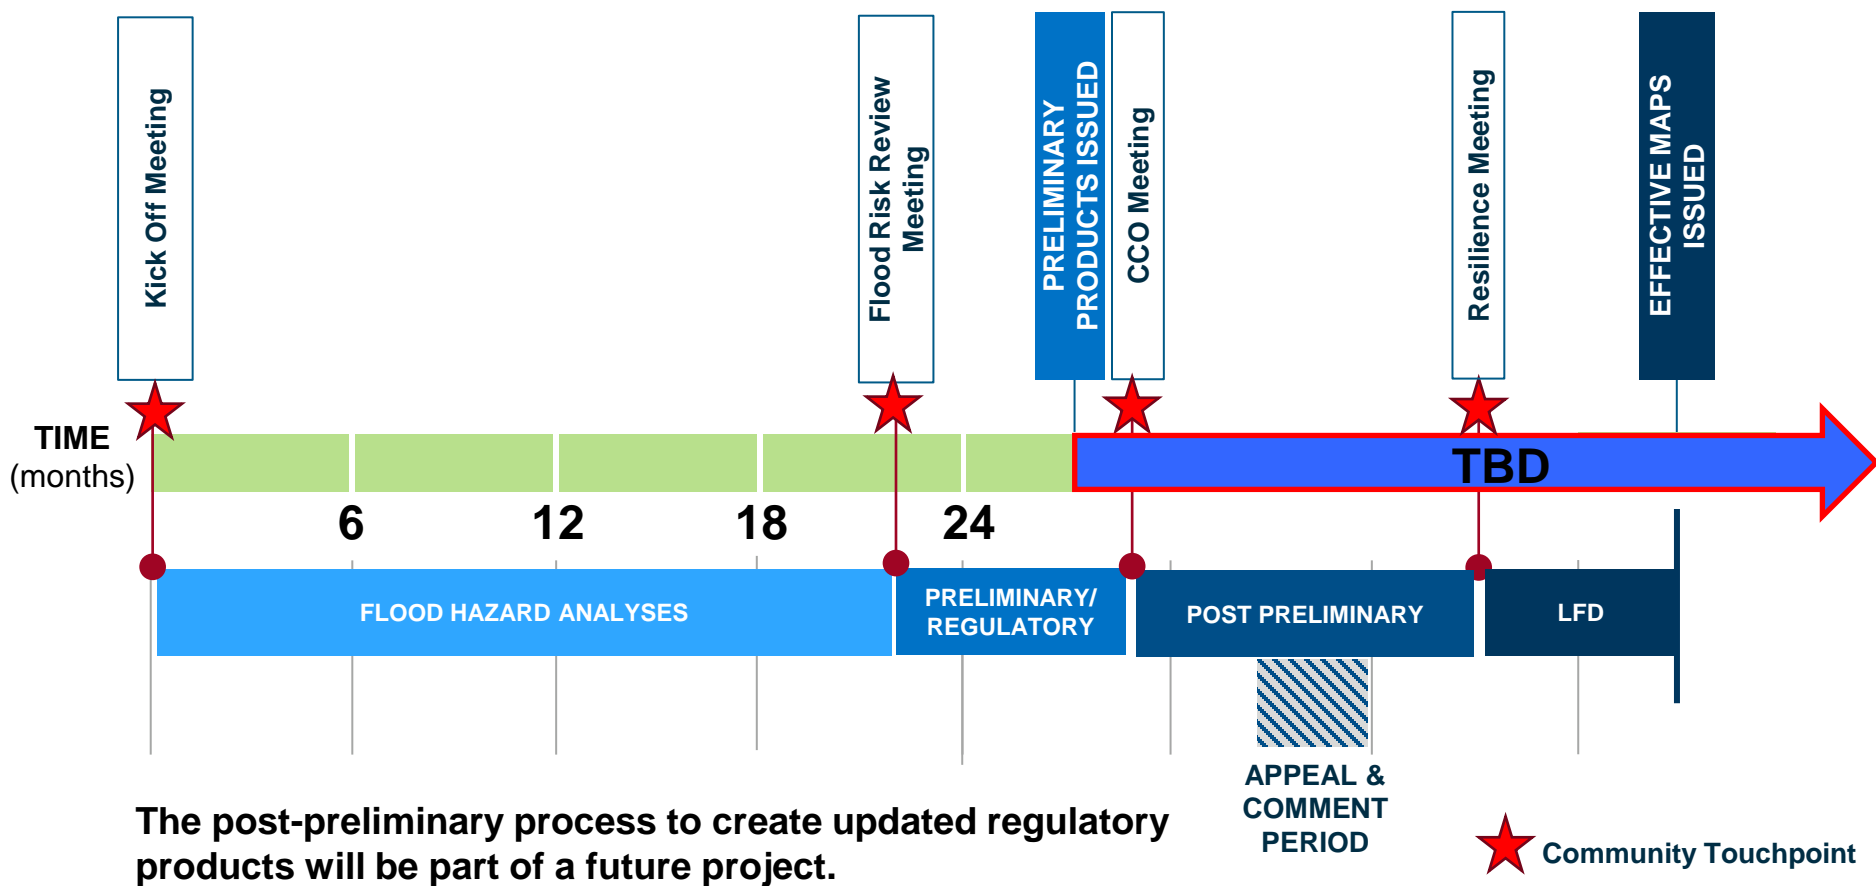 Kick Off Meeting
Flood Risk Review
Meeting
PRELIMINARY
PRODUCTS ISSUED
CCO Meeting
Resilience Meeting
EFFECTIVE MAPS
ISSUED
TIME
(months)
TBD
6
12
18
24
FLOOD HAZARD ANALYSES
PRELIMINARY/
REGULATORY
POST PRELIMINARY
LFD
APPEAL &
COMMENT
PERIOD
The post-preliminary process to create updated regulatory
products will be part of a future project.
Community Touchpoint